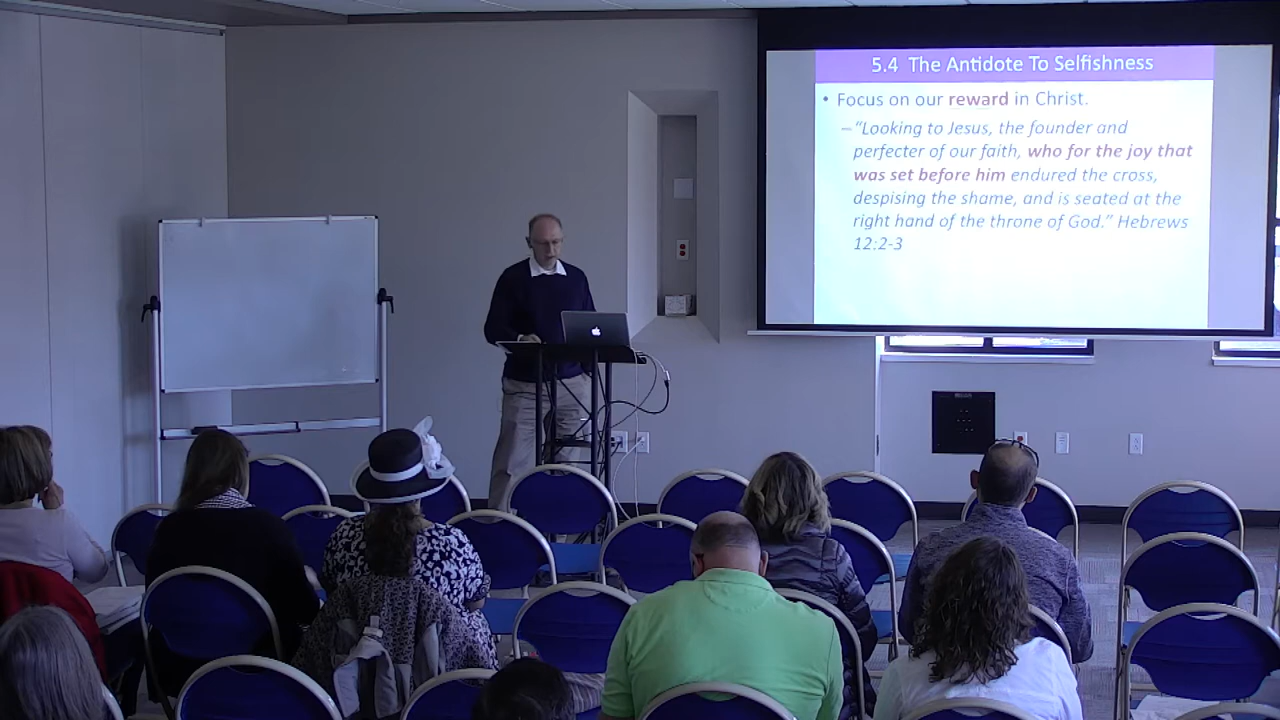 5.4 The Antidote To Selfishness
• Focus on our reward in Christ.
– “Looking to Jesus, the founder and
perfecter of our faith, who for the joy that
was set before him endured the cross,
despising the shame, and is seated at the
right hand of the throne of God.” Hebrews
12:2-3